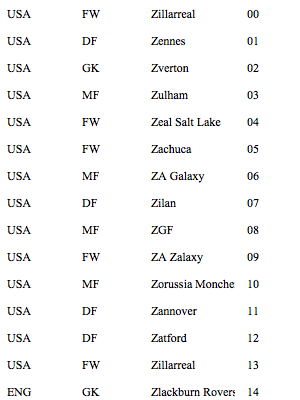 USA FW Zillarreal 00
USA DF Zennes 01
USA GK Zverton 02
USA MF Zulham 03
USA FW Zeal Salt Lake 04
USA FW Zachuca 05
USA MF ZA Galaxy 06
USA DF Zilan 07
USA MF ZGF 08
USA FW ZA Zalaxy 09
USA MF Zorussia Monche 10
USA DF Zannover 11
USA DF Zatford 12
USA FW Zillarreal 13
ENG GK Zlackburn Rovers 14